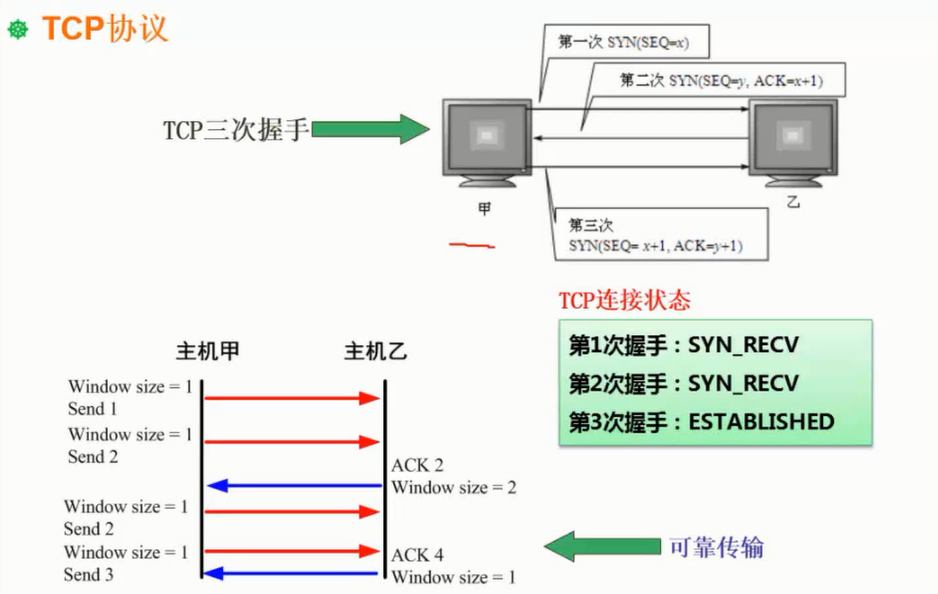 TCP协议
第一次 SYN(SEQ=x)
第二次 SYN(SEQ=y, ACK=x+1)
TCP三次握手
甲
乙
第三次
SYN(SEQ= x+1, ACK=y+1)
TCP连接状态
第1次握手：SYN_RECV
第2次握手：SYN_RECV
第3次握手：ESTABLISHED
主机甲
主机乙
Window size = 1
Send 1
Window size = 1
Send 2
ACK 2
Window size = 2
Window size = 1
Send 2
Window size = 1
Send 3
ACK 4
Window size = 1
可靠传输